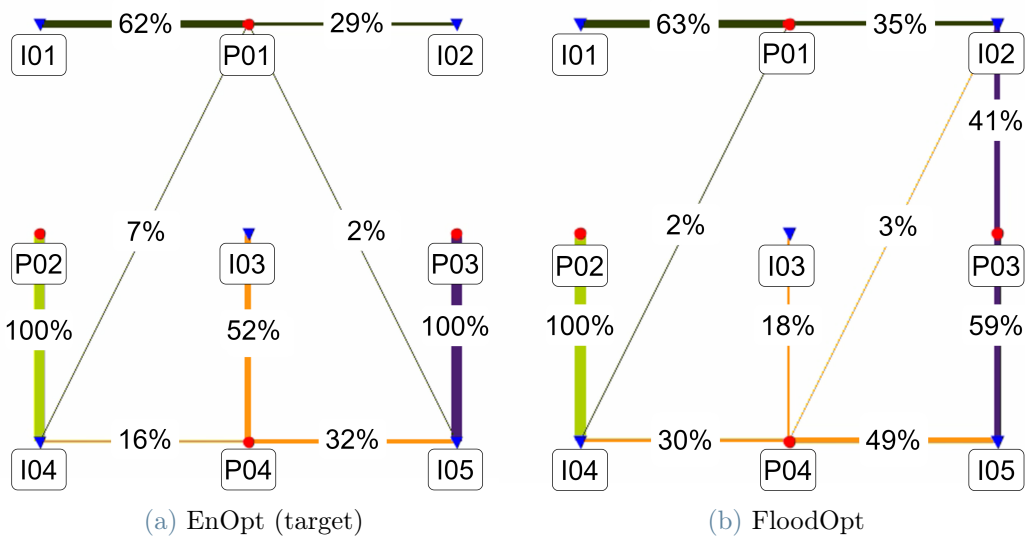 62% 29%
I01 P01 I02
7% 2%
P02 I03 P03
100% 52% 100%
16% 32%
I04 P04 I05
(a) EnOpt (target)
63% 35%
I01 P01 I02
41%
2% 3%
P02 I03 P03
100% 18% 59%
30% 49%
I04 P04 I05
(b) FloodOpt